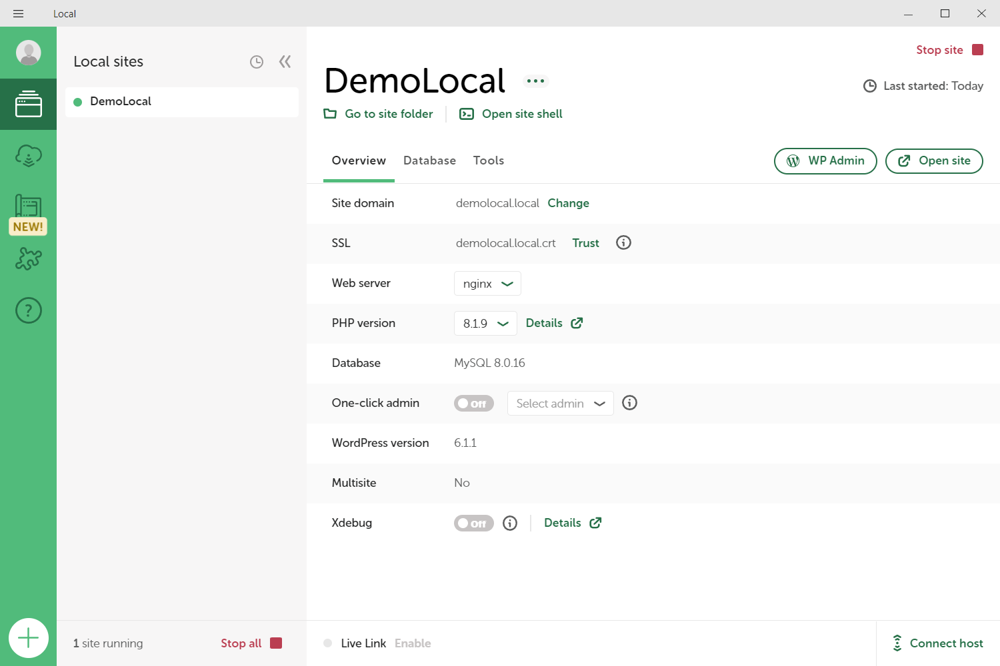 Local
Local sites
DemoLocal
NEW!
1 site running
Stop all
Stop site
DemoLocal
Last started: Today
Go to site folder
Open site shell
Overview
Database
Tools
WP Admin
Open site
Site domain demolocal.local Change
SSL demolocal.local.crt Trust
Web server nginx
PHP version 8.1.9 Details
Database MySQL 8.0.16
One-click admin Off Select admin
WordPress version 6.1.1
Multisite No
Xdebug Off Details
Live Link Enable
Connect host